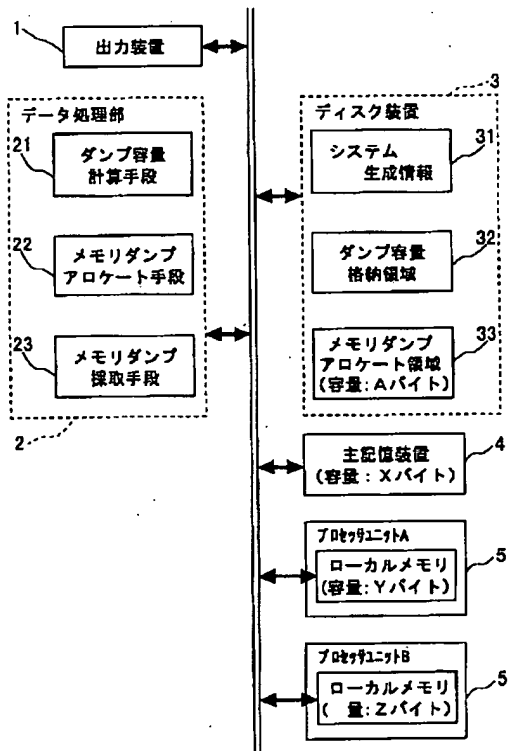 1
出力装置
データ処理部
21
ダンプ容量
計算手段
22
メモリダンプ
アロケート手段
23
メモリダンプ
採取手段
2
3
ディスク装置
31
システム
生成情報
32
ダンプ容量
格納領域
33
メモリダンプ
アロケート領域
(容量:Aバイト)
主記憶装置
(容量:Xバイト)
4
プロセッサユニットA
ローカルメモリ
(容量:Yバイト)
5
プロセッサユニットB
ローカルメモリ
( 量:Zバイト)
5